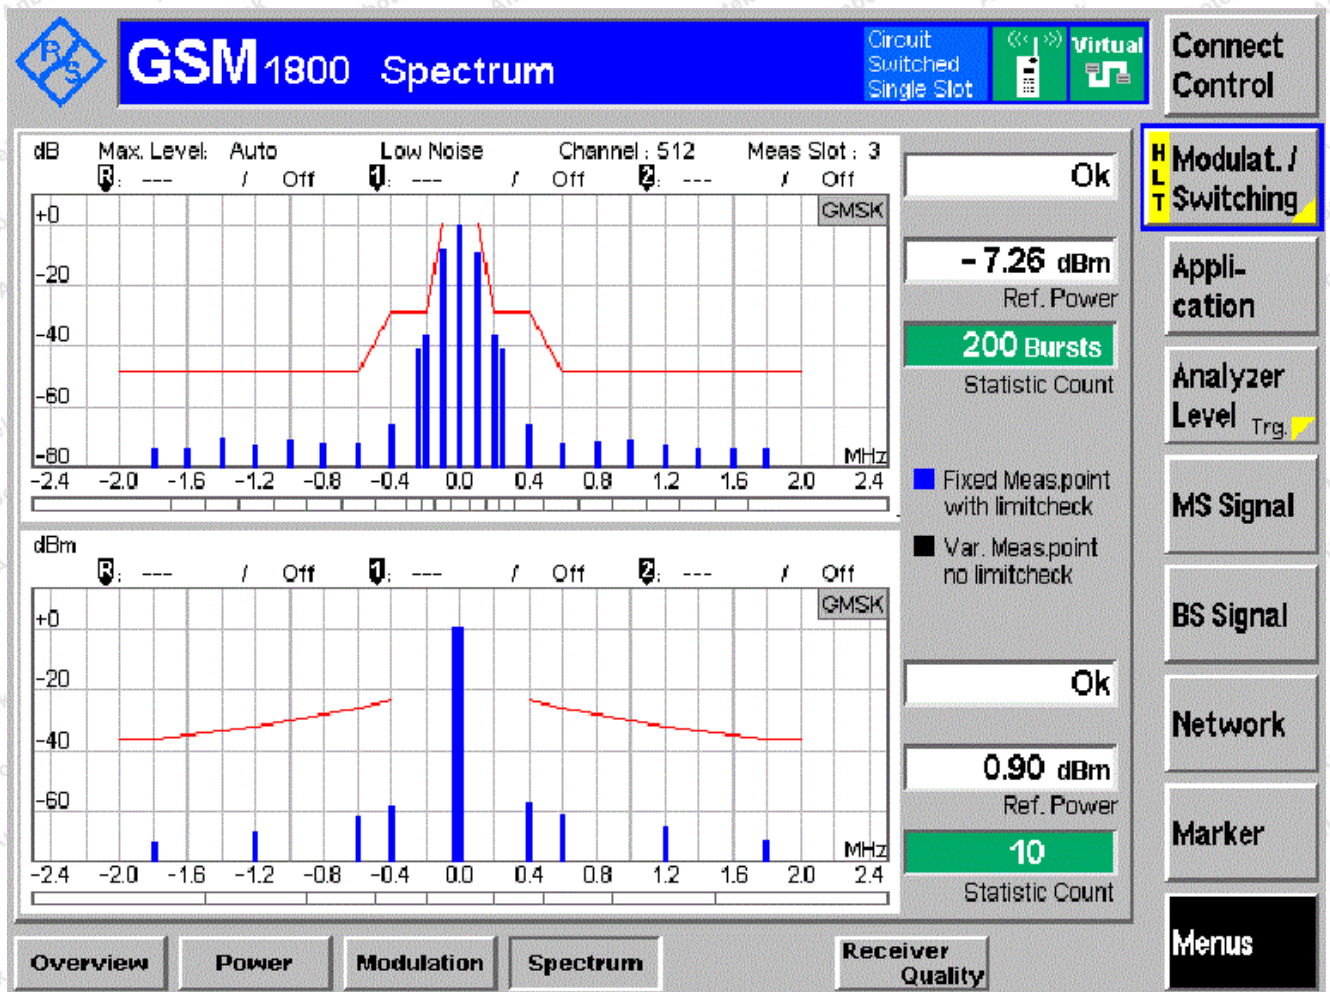 R S
GSM 1800 Spectrum
Circuit
Switched
Single Slot
Virtual
Connect
Control
dB Max. Level: Auto Low Noise Channel : 512 Meas Slot : 3
R : --- / Off 1 : --- / Off 2 : --- / Off
GMSK
+0
-20
-40
-60
-80
MHz
-2.4 -2.0 -1.6 -1.2 -0.8 -0.4 0.0 0.4 0.8 1.2 1.6 2.0 2.4
Ok
- 7.26 dBm
Ref. Power
200 Bursts
Statistic Count
Fixed Meas.point
with limitcheck
Var. Meas.point
no limitcheck
dBm
R : --- / Off 1 : --- / Off 2 : --- / Off
GMSK
+0
-20
-40
-60
MHz
-2.4 -2.0 -1.6 -1.2 -0.8 -0.4 0.0 0.4 0.8 1.2 1.6 2.0 2.4
Ok
0.90 dBm
Ref. Power
10
Statistic Count
HLT
Modulat. /
Switching
Appli-
cation
Analyzer
Level Trg.
MS Signal
BS Signal
Network
Marker
Menus
Overview Power Modulation Spectrum
Receiver
Quality